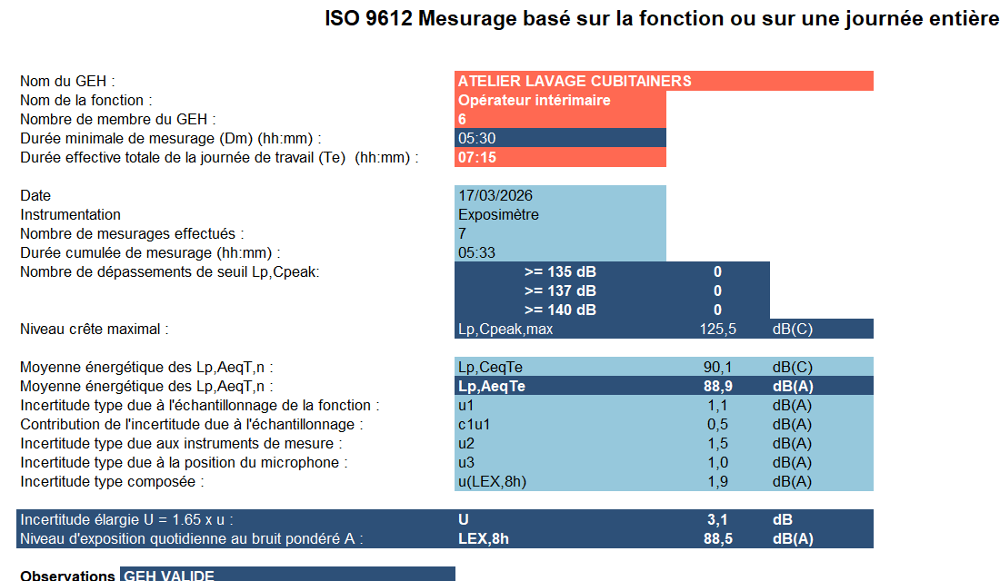 ISO 9612 Mesurage basé sur la fonction ou sur une journée entière
Nom du GEH : ATELIER LAVAGE CUBITAINERS
Nom de la fonction : Opérateur intérimaire
Nombre de membre du GEH : 6
Durée minimale de mesurage (Dm) (hh:mm) : 05:30
Durée effective totale de la journée de travail (Te) (hh:mm) : 07:15
Date 17/03/2026
Instrumentation Exposimètre
Nombre de mesurages effectués : 7
Durée cumulée de mesurage (hh:mm) : 05:33
Nombre de dépassements de seuil Lp,Cpeak: >= 135 dB 0
>= 137 dB 0
>= 140 dB 0
Niveau crête maximal : Lp,Cpeak,max 125,5 dB(C)
Moyenne énergétique des Lp,AeqT,n : Lp,CeqTe 90,1 dB(C)
Moyenne énergétique des Lp,AeqT,n : Lp,AeqTe 88,9 dB(A)
Incertitude type due à l'échantillonnage de la fonction : u1 1,1 dB(A)
Contribution de l'incertitude due à l'échantillonnage : c1u1 0,5 dB(A)
Incertitude type due aux instruments de mesure : u2 1,5 dB(A)
Incertitude type due à la position du microphone : u3 1,0 dB(A)
Incertitude type composée : u(LEX,8h) 1,9 dB(A)
Incertitude élargie U = 1.65 x u : U 3,1 dB
Niveau d'exposition quotidienne au bruit pondéré A : LEX,8h 88,5 dB(A)
Observations GEH VALIDE